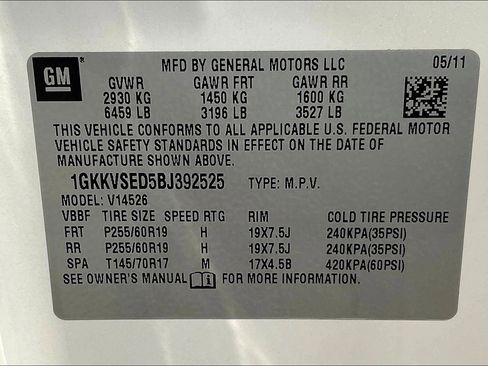 GM ® MFD BY GENERAL MOTORS LLC 05/11
GVWR GAWR FRT GAWR RR
2930 KG 1450 KG 1600 KG
6459 LB 3196 LB 3527 LB
THIS VEHICLE CONFORMS TO ALL APPLICABLE U.S. FEDERAL MOTOR
VEHICLE SAFETY STANDARDS IN EFFECT ON THE DATE OF
MANUFACTURE SHOWN ABOVE.
1GKKVSED5BJ392525 TYPE: M.P.V.
MODEL: V14526
VBBF TIRE SIZE SPEED RTG RIM COLD TIRE PRESSURE
FRT P255/60R19 H 19X7.5J 240KPA(35PSI)
RR P255/60R19 H 19X7.5J 240KPA(35PSI)
SPA T145/70R17 M 17X4.5B 420KPA(60PSI)
SEE OWNER'S MANUAL FOR MORE INFORMATION.